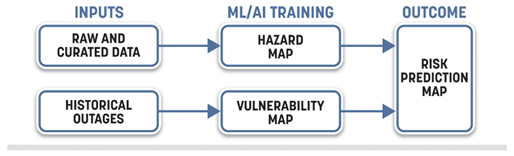 INPUTS
ML/AI TRAINING
OUTCOME
RAW AND
CURATED DATA
HAZARD
MAP
RISK
PREDICTION
MAP
HISTORICAL
OUTAGES
VULNERABILITY
MAP